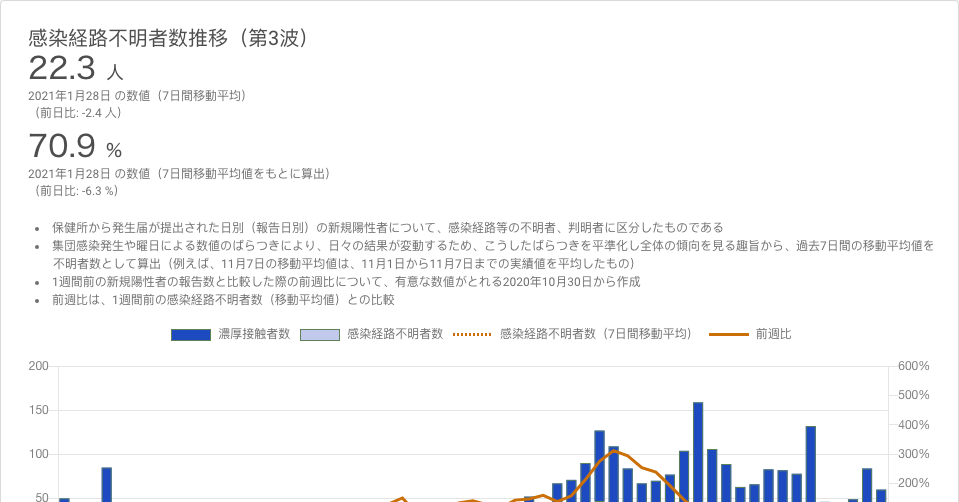 感染経路不明者数推移（第3波）
22.3 人
2021年1月28日 の数値（7日間移動平均）
（前日比: -2.4 人）
70.9 %
2021年1月28日 の数値（7日間移動平均値をもとに算出）
（前日比: -6.3 %）
• 保健所から発生届が提出された日別（報告日別）の新規陽性者について、感染経路等の不明者、判明者に区分したものである
• 集団感染発生や曜日による数値のばらつきにより、日々の結果が変動するため、こうしたばらつきを平準化し全体の傾向を見る趣旨から、過去7日間の移動平均値を
不明者数として算出（例えば、11月7日の移動平均値は、11月1日から11月7日までの実績値を平均したもの）
• 1週間前の新規陽性者の報告数と比較した際の前週比について、有意な数値がとれる2020年10月30日から作成
• 前週比は、1週間前の感染経路不明者数（移動平均値）との比較
濃厚接触者数 感染経路不明者数 感染経路不明者数（7日間移動平均） 前週比
200 600%
500%
150
400%
100 300%
200%
50